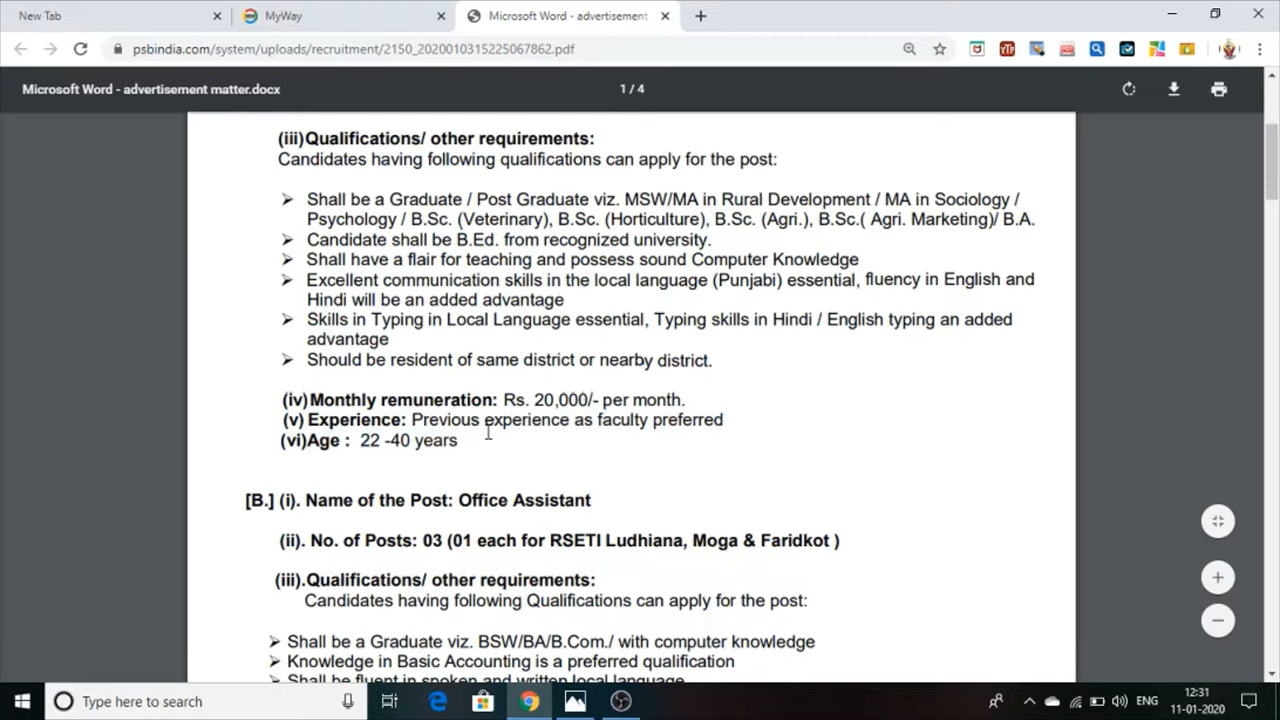 New Tab
MyWay
Microsoft Word - advertisement
psbindia.com/system/uploads/recruitment/2150_2020010315225067862.pdf
Microsoft Word - advertisement matter.docx
1 / 4
(iii)Qualifications/ other requirements:
Candidates having following qualifications can apply for the post:
➢ Shall be a Graduate / Post Graduate viz. MSW/MA in Rural Development / MA in Sociology /
Psychology / B.Sc. (Veterinary), B.Sc. (Horticulture), B.Sc. (Agri.), B.Sc.( Agri. Marketing)/ B.A.
➢ Candidate shall be B.Ed. from recognized university.
➢ Shall have a flair for teaching and possess sound Computer Knowledge
➢ Excellent communication skills in the local language (Punjabi) essential, fluency in English and
Hindi will be an added advantage
➢ Skills in Typing in Local Language essential, Typing skills in Hindi / English typing an added
advantage
➢ Should be resident of same district or nearby district.
(iv)Monthly remuneration: Rs. 20,000/- per month.
(v) Experience: Previous experience as faculty preferred
(vi)Age : 22 -40 years
[B.] (i). Name of the Post: Office Assistant
(ii). No. of Posts: 03 (01 each for RSETI Ludhiana, Moga & Faridkot )
(iii).Qualifications/ other requirements:
Candidates having following Qualifications can apply for the post:
➢ Shall be a Graduate viz. BSW/BA/B.Com./ with computer knowledge
➢ Knowledge in Basic Accounting is a preferred qualification
➢ Shall be fluent in spoken and written local language
Type here to search
ENG
12:31
11-01-2020